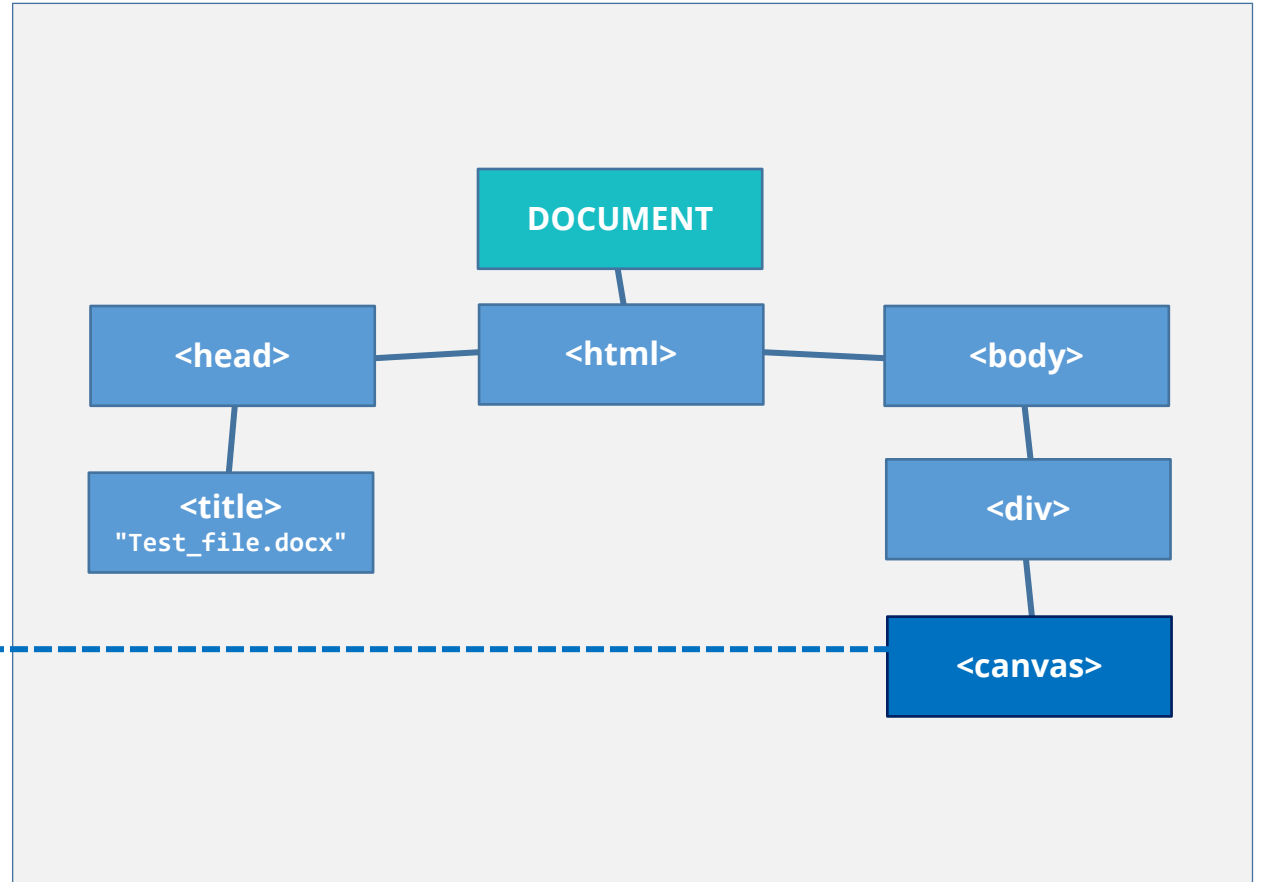 DOCUMENT
<head>
<html>
<body>
<title>
"Test_file.docx"
<div>
<canvas>